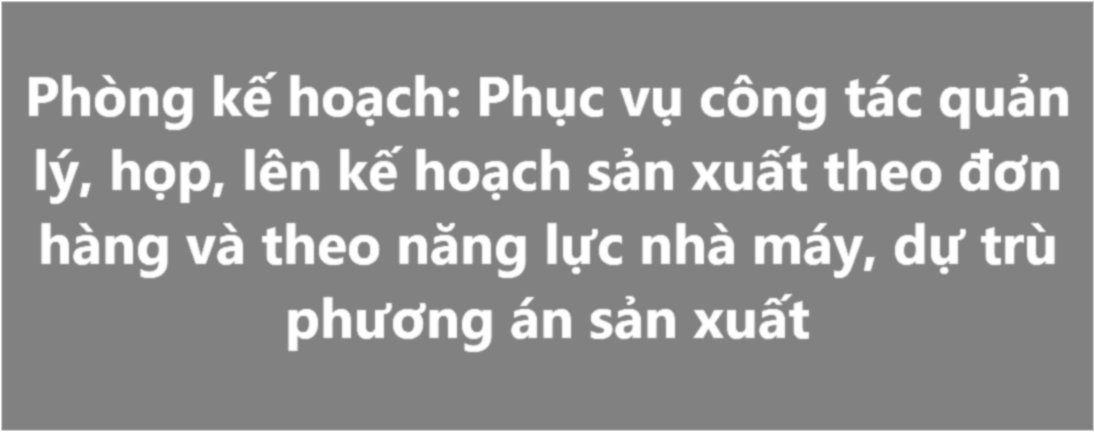 Phòng kế hoạch: Phục vụ công tác quản
lý, họp, lên kế hoạch sản xuất theo đơn
hàng và theo năng lực nhà máy, dự trù
phương án sản xuất